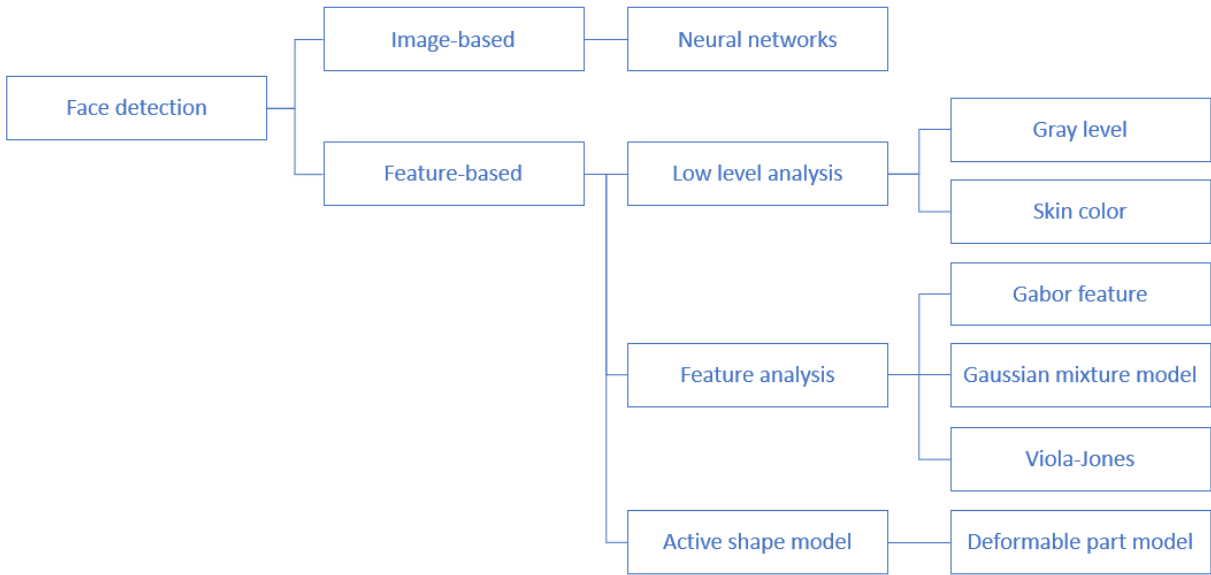 Image-based
Neural networks
Face detection
Gray level
Feature-based
Low level analysis
Skin color
Gabor feature
Feature analysis
Gaussian mixture model
Viola-Jones
Active shape model
Deformable part model